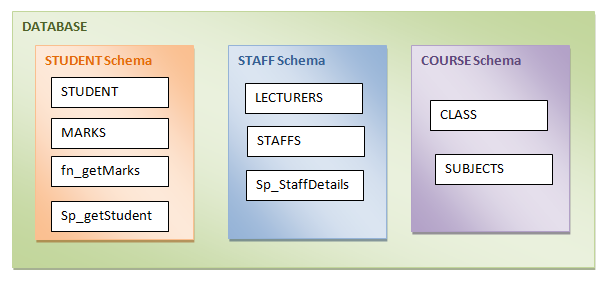 DATABASE
STUDENT Schema
STUDENT
MARKS
fn_getMarks
Sp_getStudent
STAFF Schema
LECTURERS
STAFFS
Sp_StaffDetails
COURSE Schema
CLASS
SUBJECTS